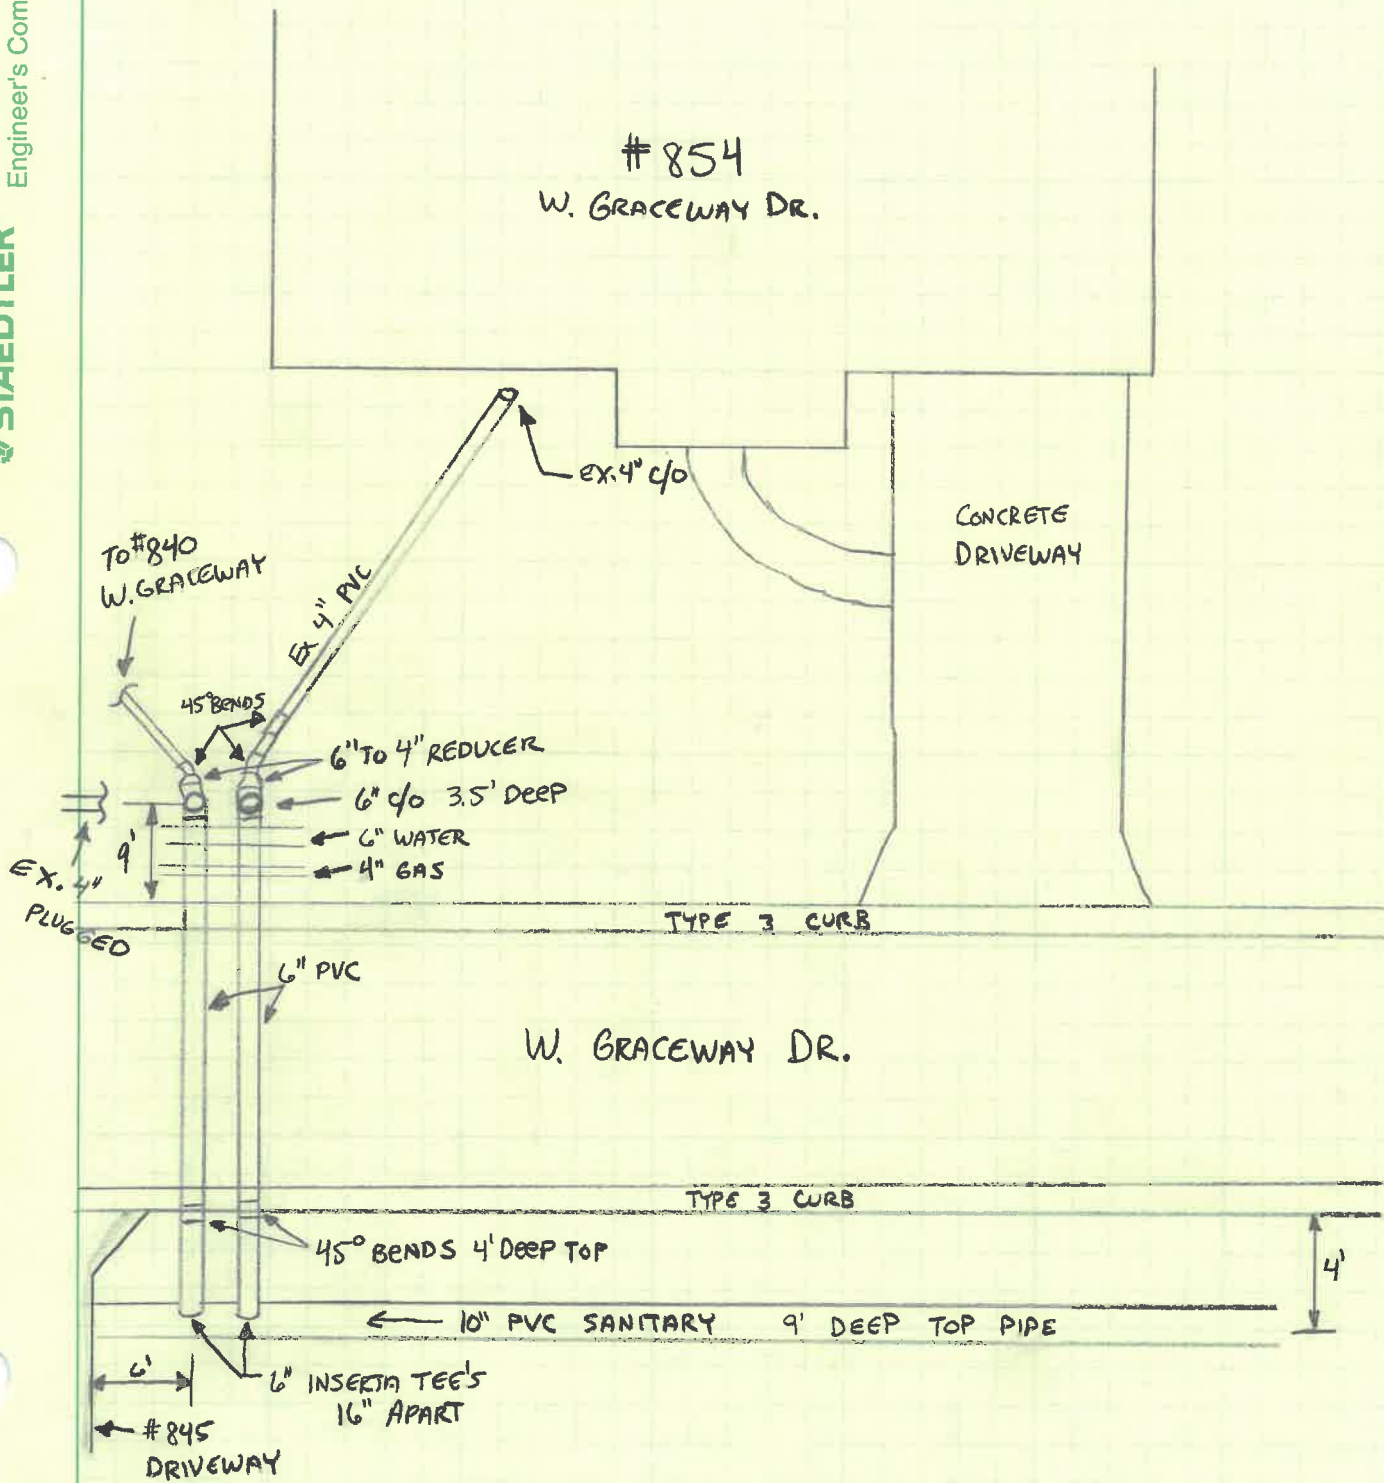 Engineer's Com
STAEDTLER
#854
W. GRACEWAY DR.
EX. 4" C/O
CONCRETE
DRIVEWAY
TO #840
W. GRACEWAY
EX 4" PVC
45° BENDS
6" TO 4" REDUCER
6" C/O 3.5' DEEP
6" WATER
4" GAS
9'
EX. 4"
PLUGGED
TYPE 3 CURB
6" PVC
W. GRACEWAY DR.
TYPE 3 CURB
45° BENDS 4' DEEP TOP
4'
10" PVC SANITARY 9' DEEP TOP PIPE
6'
6" INSERTA TEE'S
16" APART
#845
DRIVEWAY